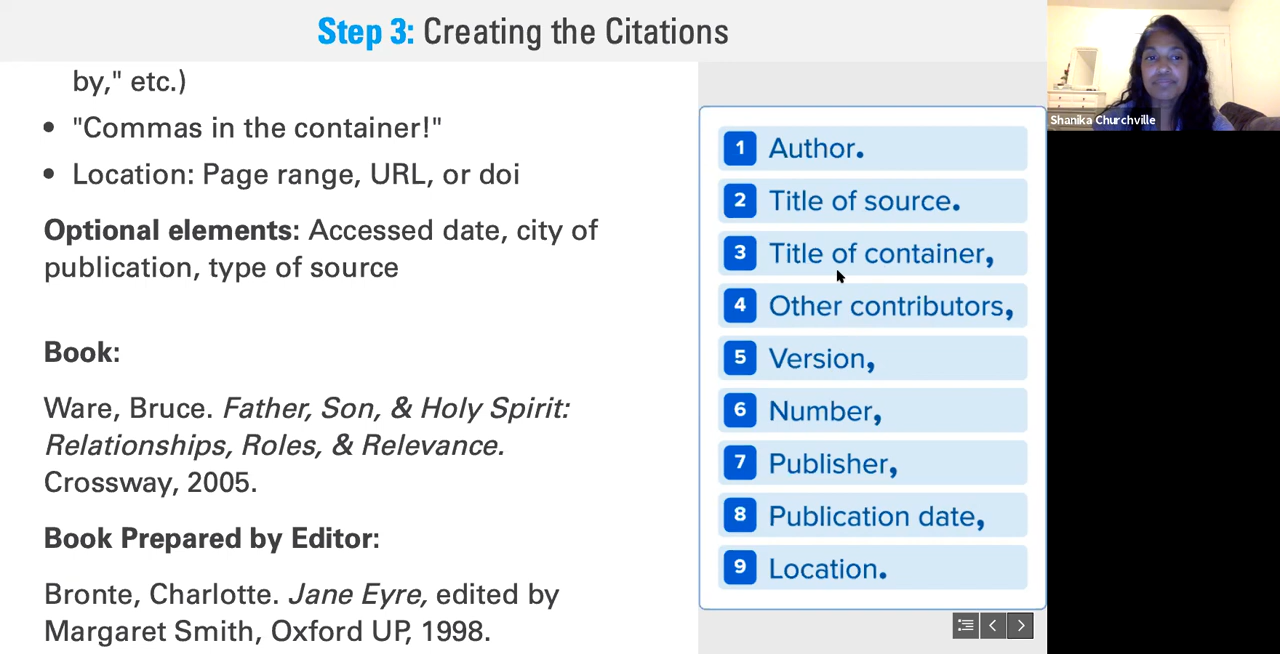 Step 3: Creating the Citations
by," etc.)
• "Commas in the container!"
• Location: Page range, URL, or doi
Optional elements: Accessed date, city of
publication, type of source
Book:
Ware, Bruce. Father, Son, & Holy Spirit:
Relationships, Roles, & Relevance.
Crossway, 2005.
Book Prepared by Editor:
Bronte, Charlotte. Jane Eyre, edited by
Margaret Smith, Oxford UP, 1998.
1 Author.
2 Title of source.
3 Title of container,
4 Other contributors,
5 Version,
6 Number,
7 Publisher,
8 Publication date,
9 Location.
Shanika Churchville